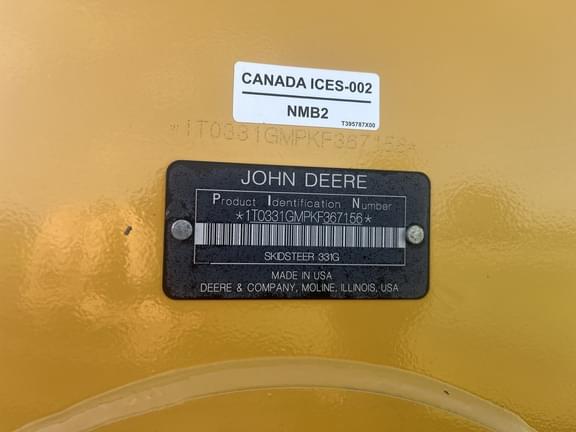 CANADA ICES-002
NMB2
T395787X00
*1T0331GMPKF367156*
JOHN DEERE
Product Identification Number
*1T0331GMPKF367156*
SKIDSTEER 331G
MADE IN USA
DEERE & COMPANY, MOLINE, ILLINOIS, USA